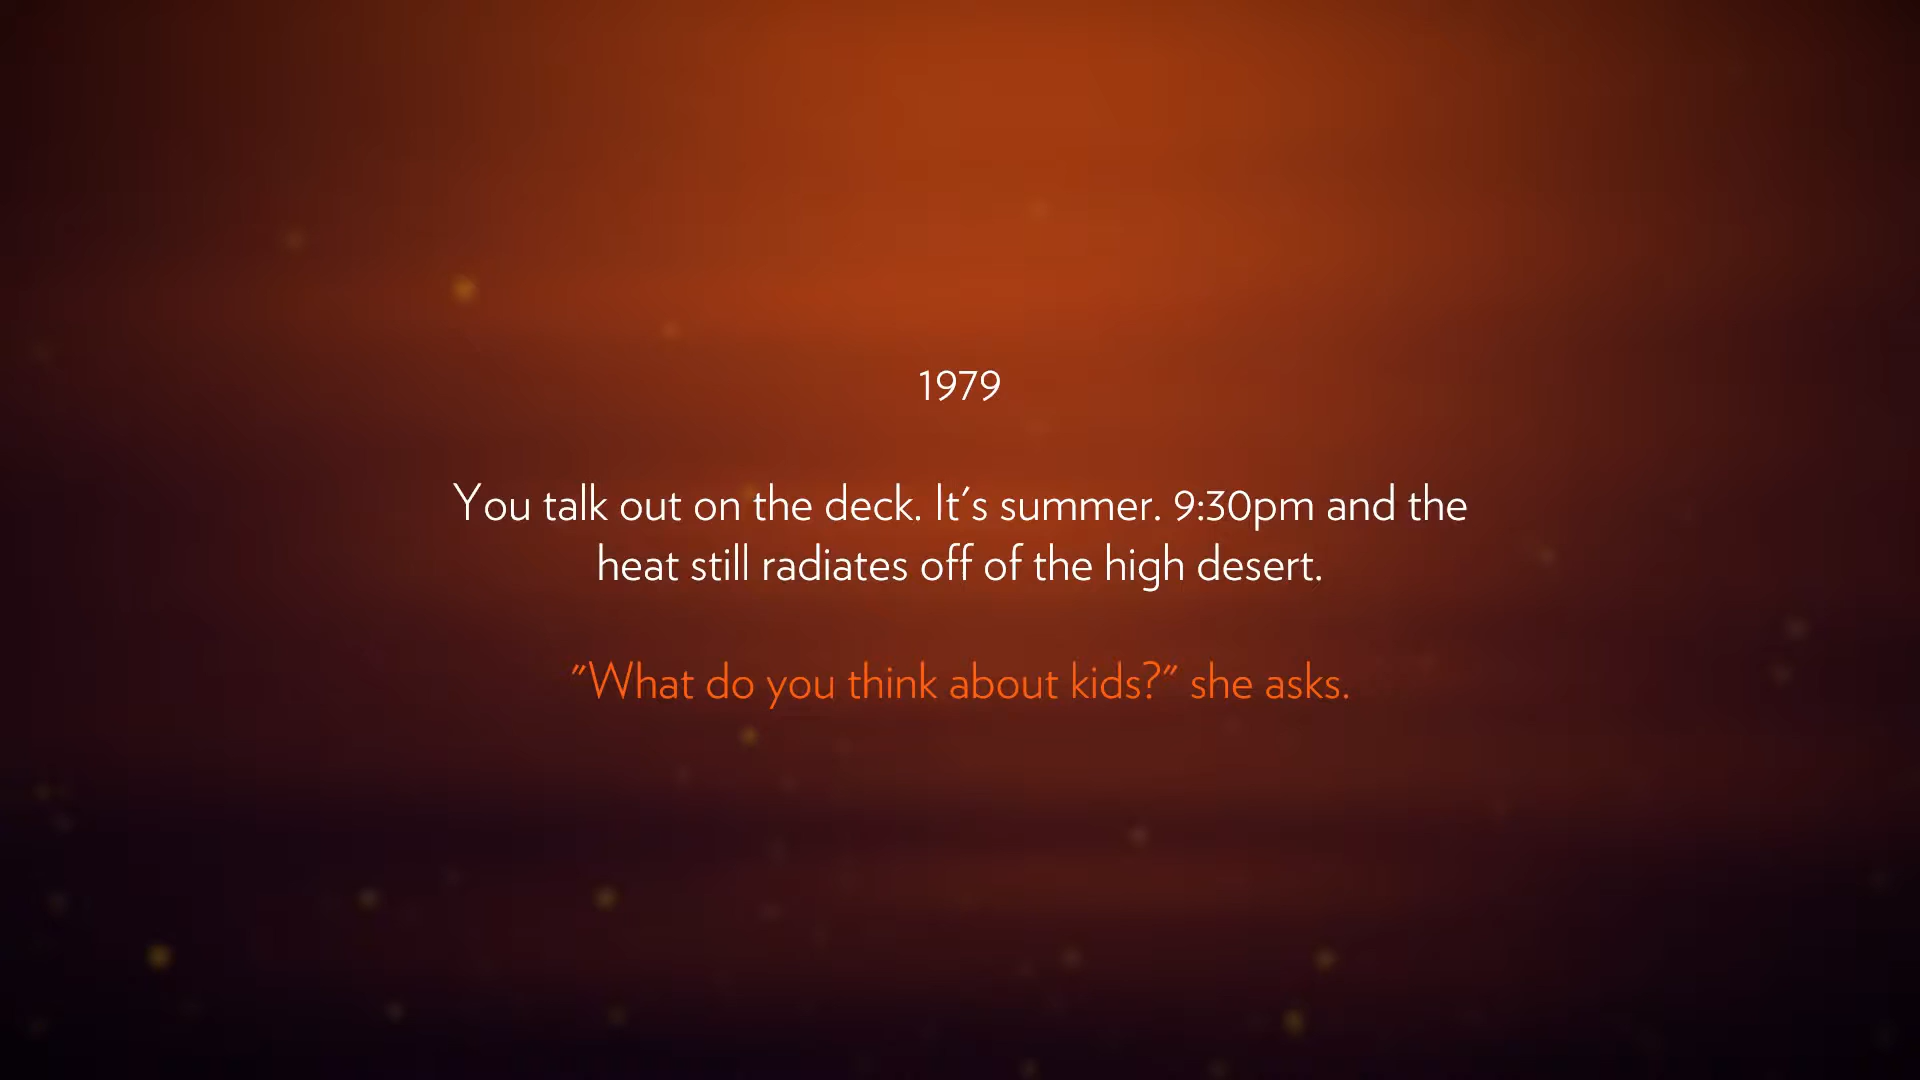 1979
You talk out on the deck. It's summer. 9:30pm and the
heat still radiates off of the high desert.
"What do you think about kids?" she asks.